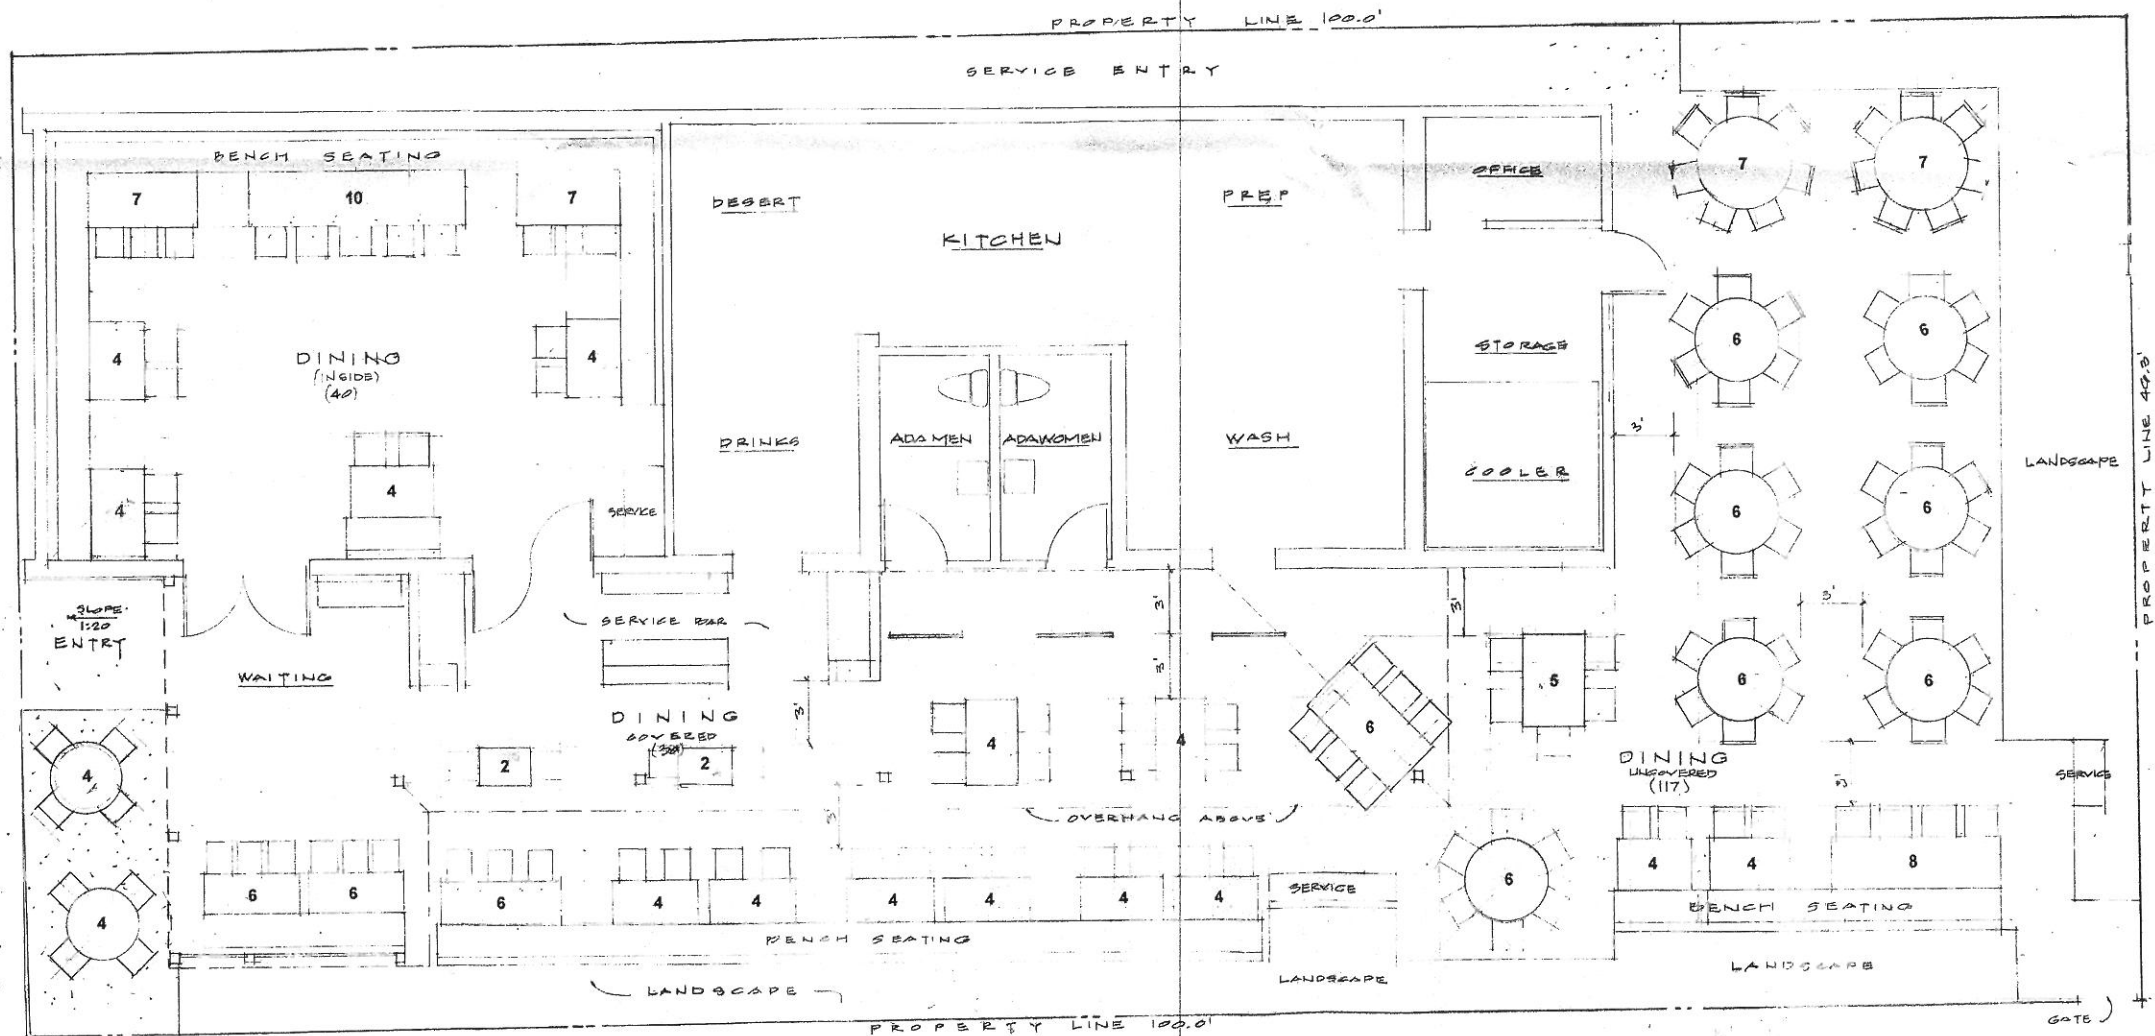 PROPERTY LINE 100.0'
SERVICE ENTRY
BENCH SEATING
7
10
7
DESERT
KITCHEN
PREP
OFFICE
7
7
4
DINING
(INSIDE)
(40)
4
4
4
SERVICE
DRINKS
ADA MEN
ADA WOMEN
WASH
STORAGE
COOLER
3'
6
6
6
6
LANDSCAPE
PROPERTY LINE 44.3'
SLOPE
1:20
ENTRY
WAITING
SERVICE BAR
3'
3'
3'
3'
3'
DINING
COVERED
2
2
4
4
6
5
6
6
DINING
UNCOVERED
(117)
3'
SERVICE
4
4
OVERHANG ABOVE
3'
6
6
6
4
4
4
4
4
4
SERVICE
6
4
4
8
BENCH SEATING
BENCH SEATING
LANDSCAPE
LANDSCAPE
LANDSCAPE
PROPERTY LINE 100.0'
GATE